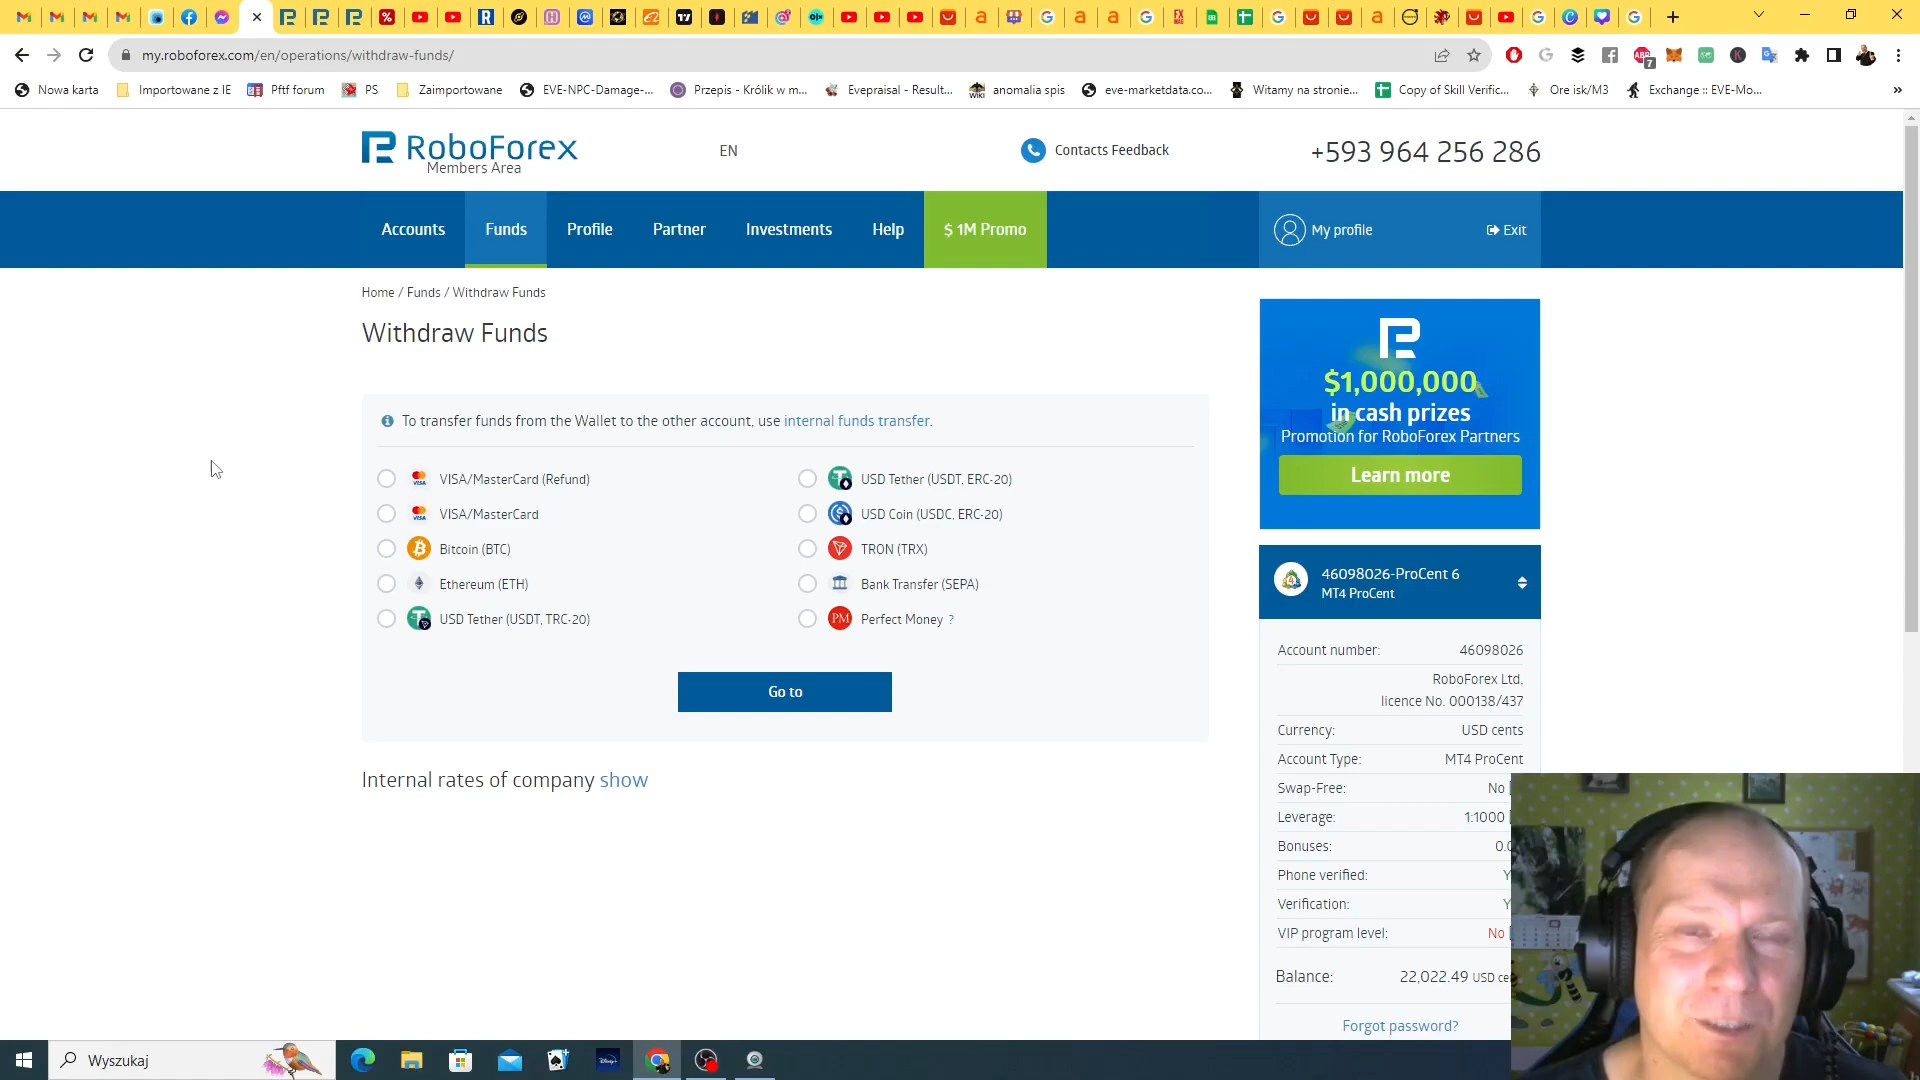 my.roboforex.com/en/operations/withdraw-funds/
Nowa karta
Importowane z IE
Pftf forum
PS
Zaimportowane
EVE-NPC-Damage-...
Przepis - Królik w m...
Evepraisal - Result...
anomalia spis
eve-marketdata.co...
Witamy na stronie...
Copy of Skill Verific...
Ore isk/M3
Exchange :: EVE-Mo...
»
RoboForex
Members Area
EN
Contacts Feedback
+593 964 256 286
Accounts
Funds
Profile
Partner
Investments
Help
$ 1M Promo
My profile
Exit
Home / Funds / Withdraw Funds
Withdraw Funds
To transfer funds from the Wallet to the other account, use internal funds transfer.
VISA/MasterCard (Refund)
VISA/MasterCard
Bitcoin (BTC)
Ethereum (ETH)
USD Tether (USDT, TRC-20)
USD Tether (USDT, ERC-20)
USD Coin (USDC, ERC-20)
TRON (TRX)
Bank Transfer (SEPA)
PM Perfect Money ?
Go to
Internal rates of company show
$1,000,000
in cash prizes
Promotion for RoboForex Partners
Learn more
46098026-ProCent 6
MT4 ProCent
Account number: 46098026
RoboForex Ltd,
licence No. 000138/437
Currency: USD cents
Account Type: MT4 ProCent
Swap-Free: No [
Leverage: 1:1000 [
Bonuses: 0.0
Phone verified: Y
Verification: Y
VIP program level: No [
Balance: 22,022.49 USD ce
Forgot password?
Wyszukaj